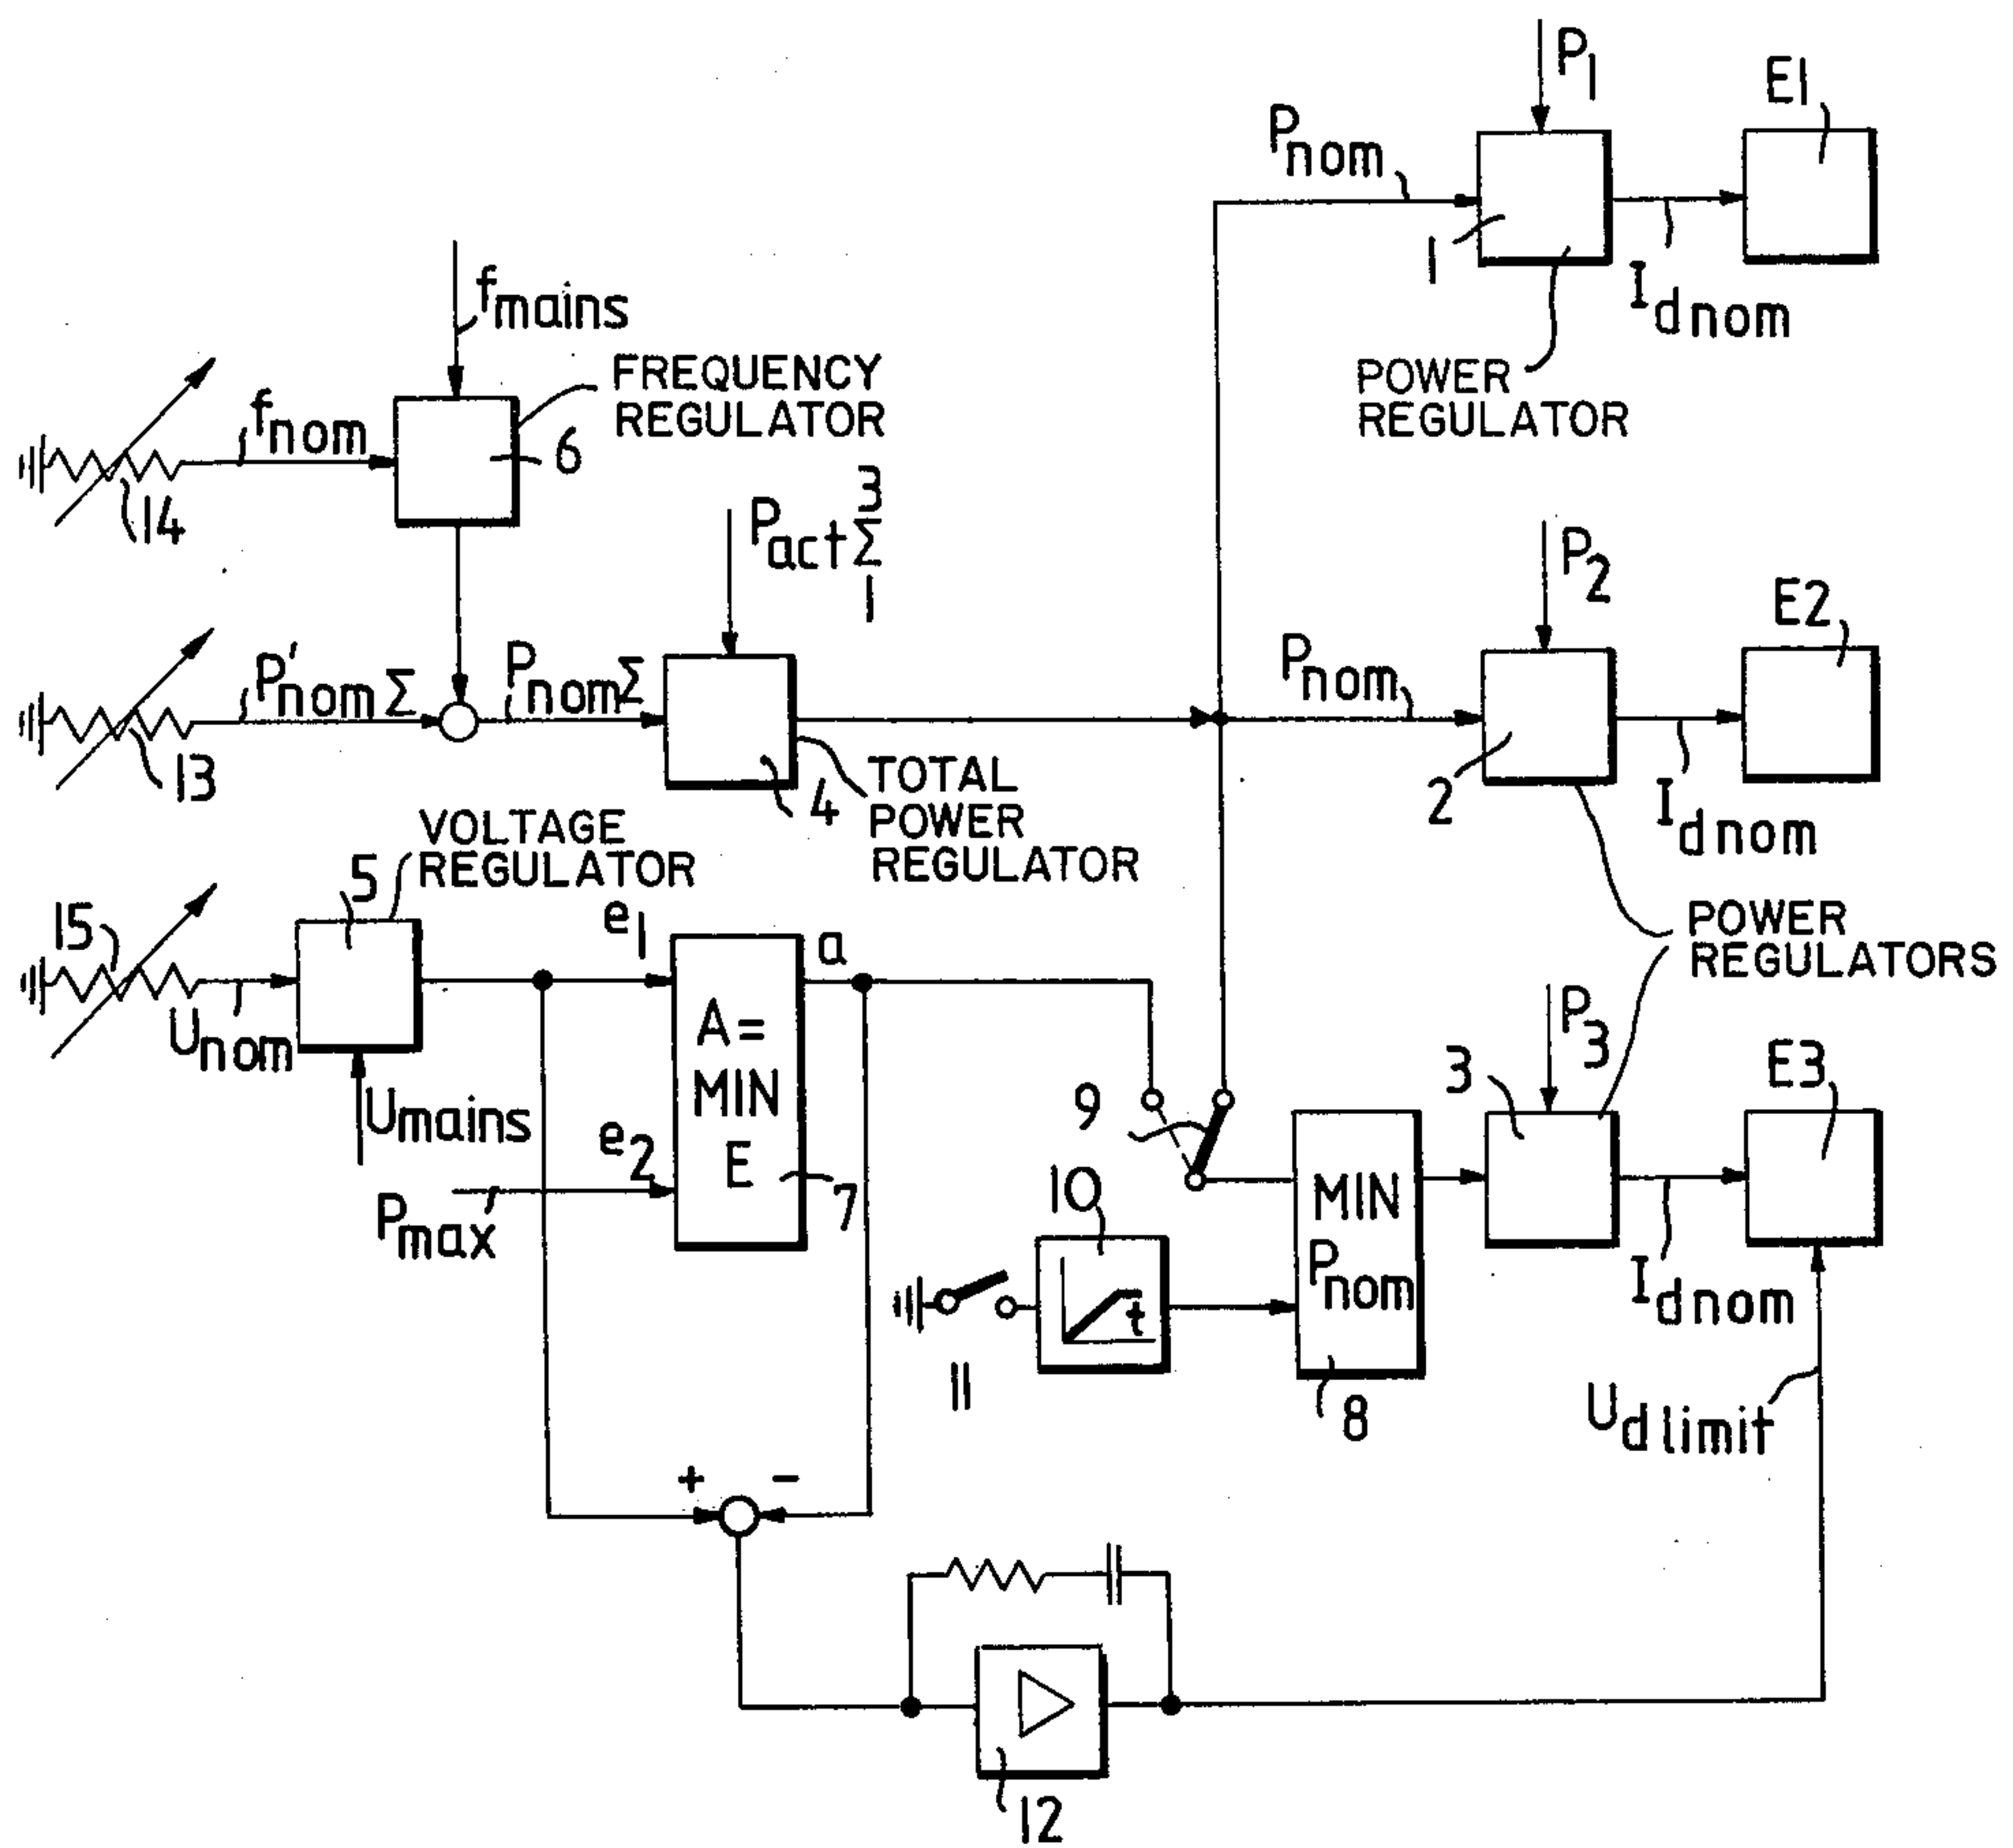 P1
E1
Pnom
1
Idnom
POWER
REGULATOR
fmains
FREQUENCY
REGULATOR
fnom
6
14
3
Pact Σ
1
P2
E2
P'nom Σ
Pnom Σ
Pnom
13
4
TOTAL
POWER
REGULATOR
2
Idnom
VOLTAGE
REGULATOR
5
15
Unom
Umains
e1
a
A=
MIN
E
e2
Pmax
7
POWER
REGULATORS
P3
3
E3
9
10
t
11
MIN
Pnom
8
Idnom
Udlimit
+ −
12